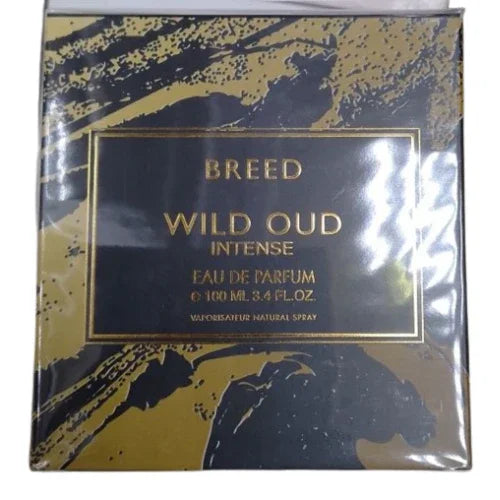 BREED
WILD OUD
INTENSE
EAU DE PARFUM
℮ 100 ML 3.4 FL.OZ.
VAPORISATEUR NATURAL SPRAY